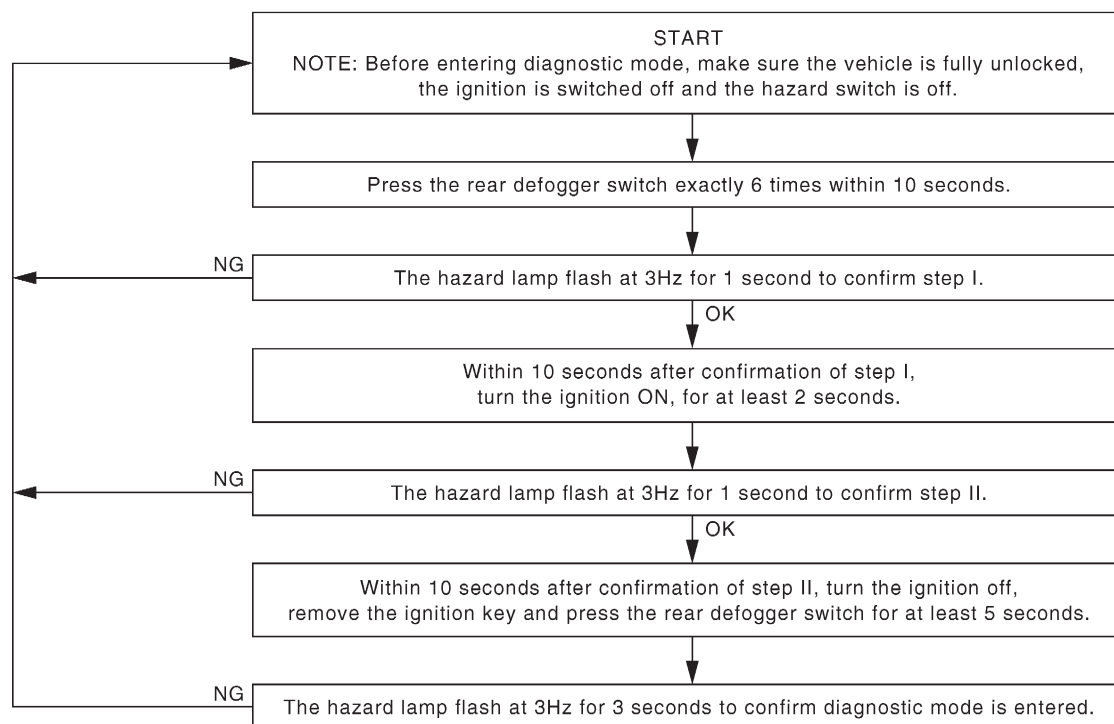 START
NOTE: Before entering diagnostic mode, make sure the vehicle is fully unlocked,
the ignition is switched off and the hazard switch is off.
Press the rear defogger switch exactly 6 times within 10 seconds.
NG
The hazard lamp flash at 3Hz for 1 second to confirm step I.
OK
Within 10 seconds after confirmation of step I,
turn the ignition ON, for at least 2 seconds.
NG
The hazard lamp flash at 3Hz for 1 second to confirm step II.
OK
Within 10 seconds after confirmation of step II, turn the ignition off,
remove the ignition key and press the rear defogger switch for at least 5 seconds.
NG
The hazard lamp flash at 3Hz for 3 seconds to confirm diagnostic mode is entered.